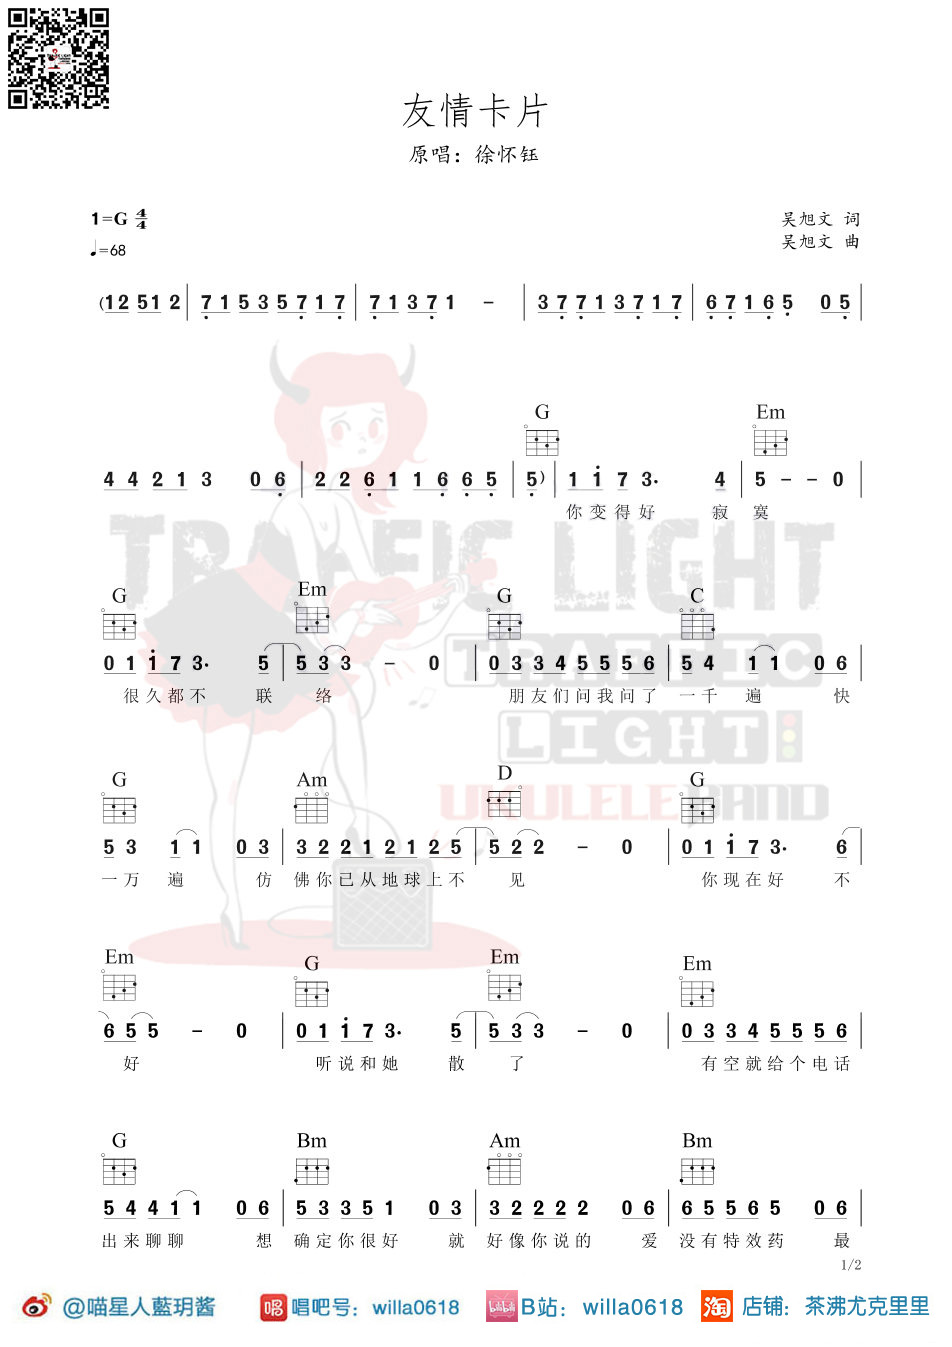 友情卡片
原唱：徐怀钰
1=G 4/4
吴旭文 词
♩=68
吴旭文 曲
(1 2 5 1 2 | 7 1 5 3 5 7 1 7 | 7 1 3 7 1 - | 3 7 7 1 3 7 1 7 | 6 7 1 6 5 0 5 |
G Em
4 4 2 2 1 3 0 6 | 2 2 6 1 1 6 6 5 | 5) | 1 i 7 3. 4 | 5 - - 0 |
你变得好 寂 寞
G Em G C
0 1 i 7 3. 5 | 5 3 3 - 0 | 0 3 3 4 5 5 5 6 | 5 4 1 1 0 6 |
很久都不 联 络 朋友们问我问了 一千 遍 快
G Am D G
5 3 1 1 0 3 | 3 2 2 1 2 1 2 5 | 5 2 2 - 0 | 0 1 i 7 3. 6 |
一万 遍 仿 佛你已从地球上不 见 你现在好 不
Em G Em Em
6 5 5 - 0 | 0 1 i 7 3. 5 | 5 3 3 - 0 | 0 3 3 4 5 5 5 6 |
好 听说和她 散 了 有空就给个电话
G Bm Am Bm
5 4 4 1 1 0 6 | 5 3 3 5 1 0 3 | 3 2 2 2 2 0 6 | 6 5 5 6 5 0 6 |
出来聊聊 想 确定你很好 就 好像你说的 爱 没有特效药 最
1/2
TRAFFIC LIGHT
TRAFFIC
LIGHT
UKULELE BAND
@喵星人藍玥酱 唱吧号：willa0618 B站：willa0618 淘 店铺：茶沸尤克里里